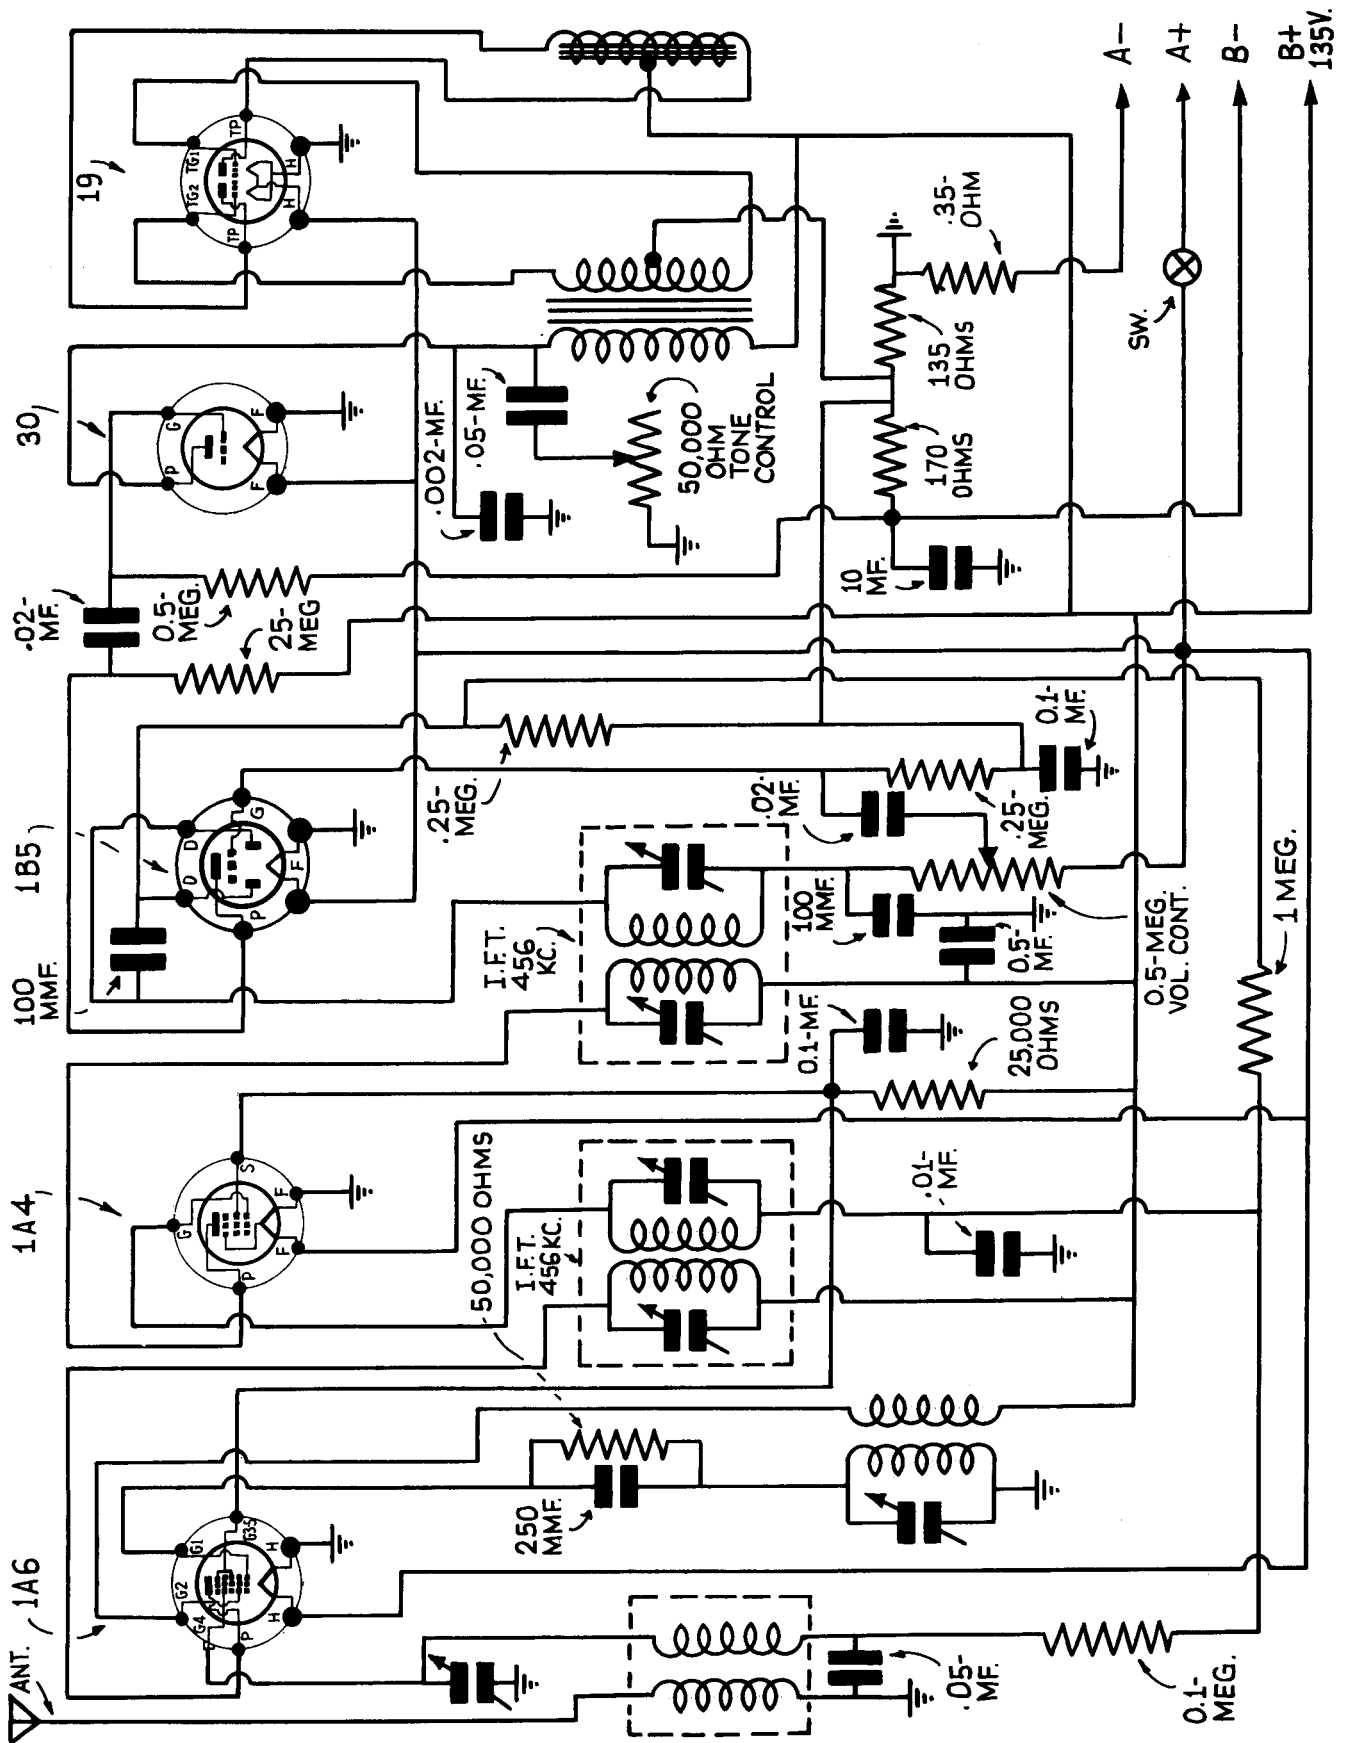 ANT.
1A6
1A4
100
MMF.
1B5
.02-
MF.
30
19
G4
G2
G1
G35
P
H
H
G
P
S
F
F
P
D
D
G
F
P
G
F
F
TP
TG2
TG1
TP
H
H
0.5-
MEG.
25-
MEG
250
MMF.
50,000 OHMS
I.F.T.
456 KC.
I.F.T.
456
KC.
.25-
MEG.
.002-MF.
.05-MF.
50,000
OHM
TONE
CONTROL
.02-
MF.
100
MMF.
0.1-MF.
.05-
MF.
.01-
MF.
25,000
OHMS
0.5-
MF.
.25-
MEG.
0.1-
MF.
10
MF.
170
OHMS
135
OHMS
.35-
OHM
0.1-
MEG.
0.5-MEG.
VOL. CONT.
1 MEG.
SW.
A-
A+
B-
B+
135V.